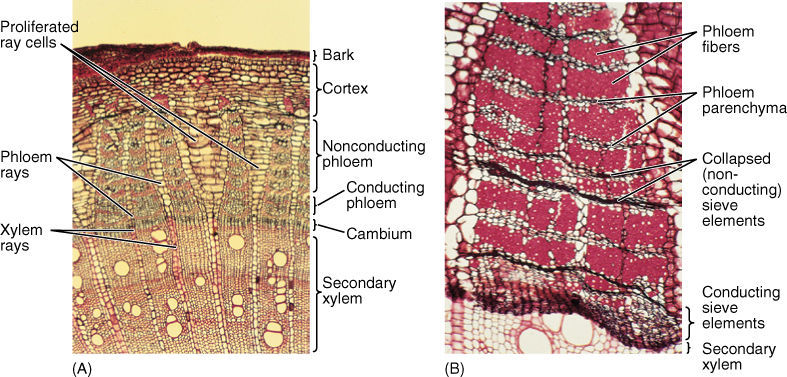 Proliferated
ray cells
Phloem
rays
Xylem
rays
Bark
Cortex
Nonconducting
phloem
Conducting
phloem
Cambium
Secondary
xylem
(A)
Phloem
fibers
Phloem
parenchyma
Collapsed
(non-
conducting)
sieve
elements
Conducting
sieve
elements
Secondary
xylem
(B)